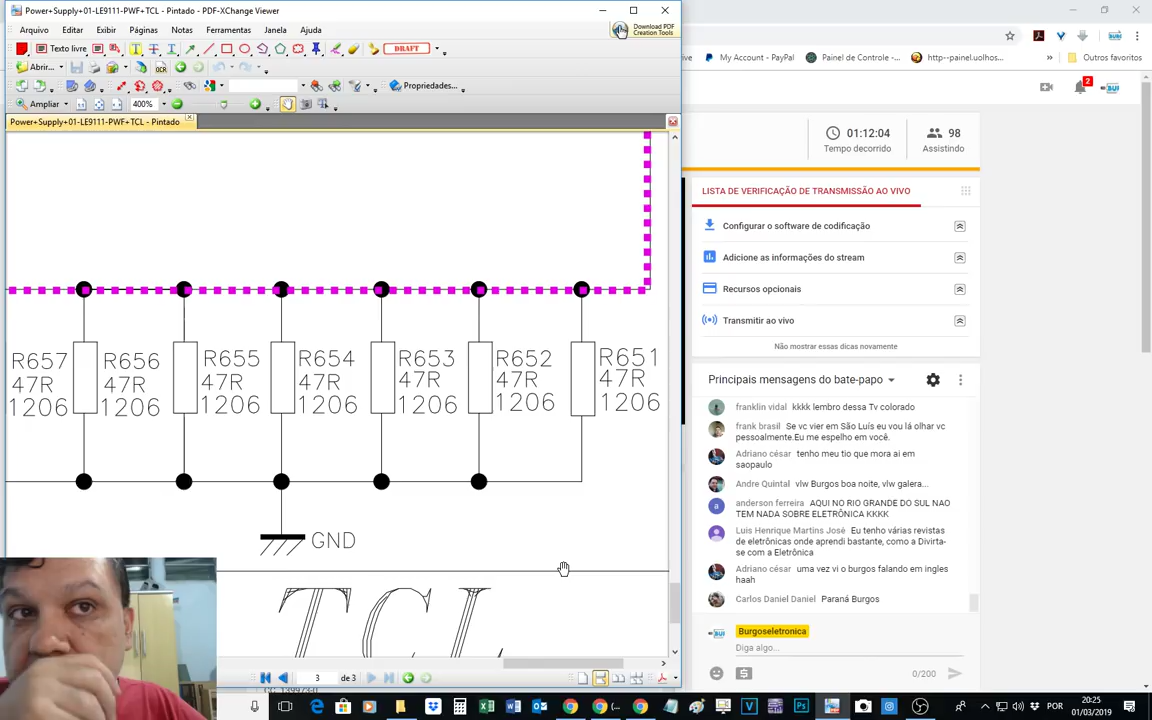 Power+Supply+01-LE9111-PWF+TCL - Pintado - PDF-XChange Viewer
Arquivo Editar Exibir Páginas Notas Ferramentas Janela Ajuda
Download PDF
Creation Tools
Texto livre
DRAFT
Abrir...
OCR
Propriedades...
Ampliar
400%
Power+Supply+01-LE9111-PWF+TCL - Pintado
R657
47R
1206
R656
47R
1206
R655
47R
1206
R654
47R
1206
R653
47R
1206
R652
47R
1206
R651
47R
1206
GND
TCL
3 de 3
My Account - PayPal
Painel de Controle -...
http--painel.uolhos...
Outros favoritos
2
01:12:04
Tempo decorrido
98
Assistindo
LISTA DE VERIFICAÇÃO DE TRANSMISSÃO AO VIVO
Configurar o software de codificação
Adicione as informações do stream
Recursos opcionais
Transmitir ao vivo
Não mostrar essas dicas novamente
Principais mensagens do bate-papo
franklin vidal kkkk lembro dessa Tv colorado
frank brasil Se vc vier em São Luís eu vou lá olhar vc
pessoalmente.Eu me espelho em você.
Adriano césar tenho meu tio que mora ai em
saopaulo
Andre Quintal vlw Burgos boa noite, vlw galera...
anderson ferreira AQUI NO RIO GRANDE DO SUL NAO
TEM NADA SOBRE ELETRÔNICA KKKK
Luis Henrique Martins José Eu tenho várias revistas
de eletrônicas onde aprendi bastante, como a Divirta-
se com a Eletrônica
Adriano césar uma vez vi o burgos falando em ingles
haah
Carlos Daniel Daniel Paraná Burgos
Burgoseletronica
Diga algo...
0/200
POR
20:25
01/03/2019